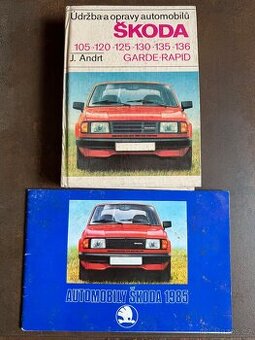 Údržba a opravy automobilů
ŠKODA
105·120·125·130·135·136
J. Andrt GARDE·RAPID
AUTOMOBILY ŠKODA 1985